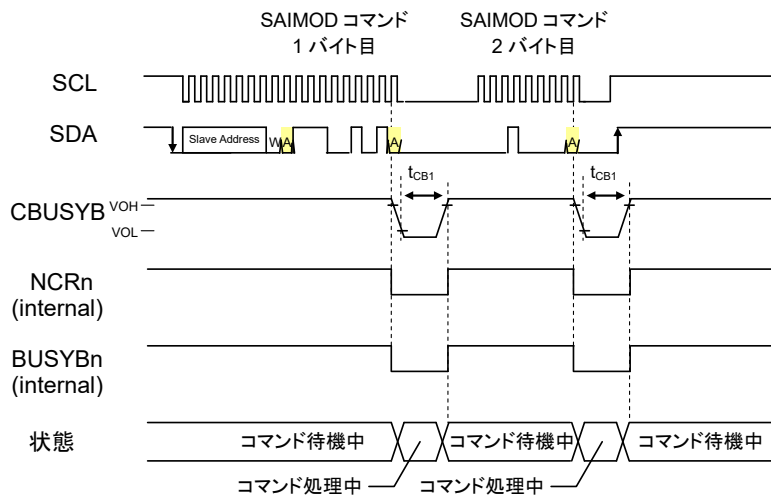 SAIMOD コマンド
1 バイト目
SAIMOD コマンド
2 バイト目
SCL
SDA
Slave Address
W
A
A
A
tCB1
tCB1
CBUSYB
VOH
VOL
NCRn
(internal)
BUSYBn
(internal)
状態
コマンド待機中
コマンド待機中
コマンド待機中
コマンド処理中
コマンド処理中